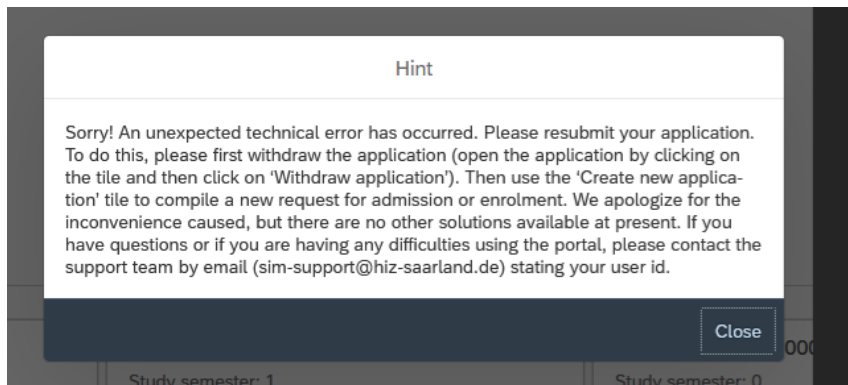 Hint
Sorry! An unexpected technical error has occurred. Please resubmit your application.
To do this, please first withdraw the application (open the application by clicking on
the tile and then click on ‘Withdraw application’). Then use the ‘Create new applica-
tion’ tile to compile a new request for admission or enrolment. We apologize for the
inconvenience caused, but there are no other solutions available at present. If you
have questions or if you are having any difficulties using the portal, please contact the
support team by email (sim-support@hiz-saarland.de) stating your user id.
Close
000
Study semester: 1
Study semester: 0